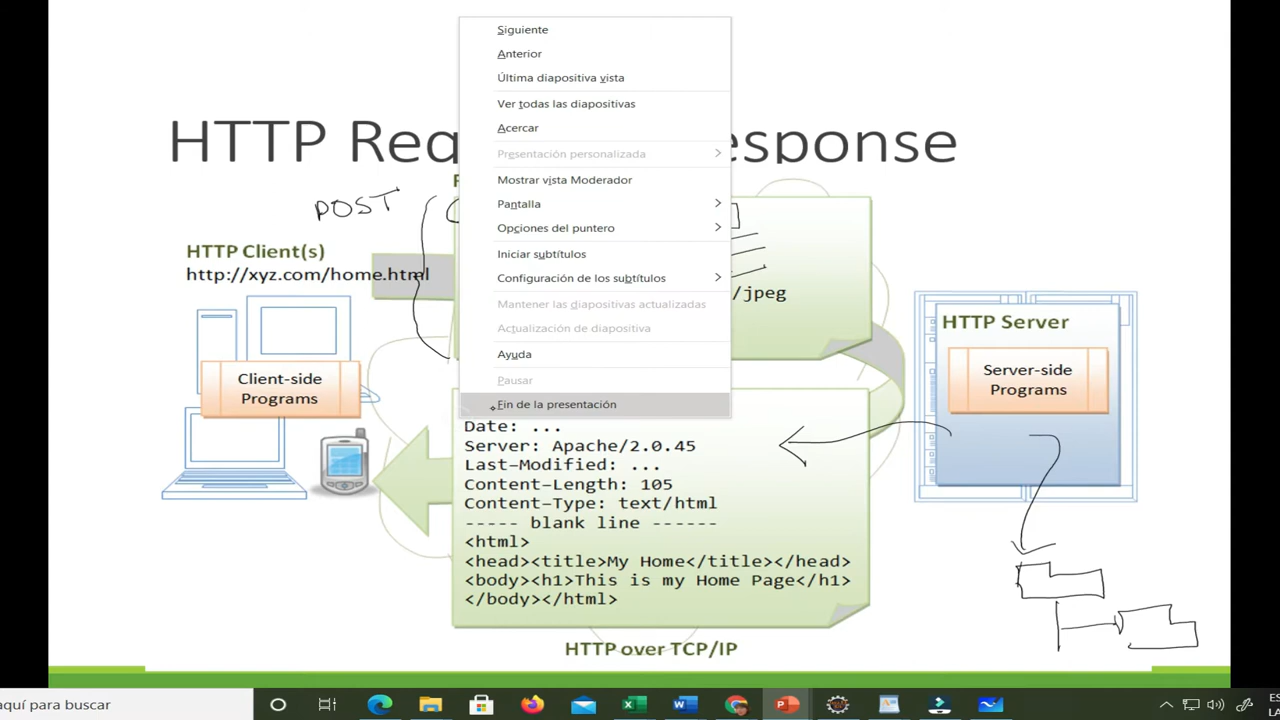 HTTP Req
esponse
POST
HTTP Client(s)
http://xyz.com/home.html
Client-side
Programs
Siguiente
Anterior
Última diapositiva vista
Ver todas las diapositivas
Acercar
Presentación personalizada
Mostrar vista Moderador
Pantalla
Opciones del puntero
Iniciar subtítulos
Configuración de los subtítulos
Mantener las diapositivas actualizadas
Actualización de diapositiva
Ayuda
Pausar
Fin de la presentación
/jpeg
HTTP Server
Server-side
Programs
Date: ...
Server: Apache/2.0.45
Last-Modified: ...
Content-Length: 105
Content-Type: text/html
----- blank line ------
<html>
<head><title>My Home</title></head>
<body><h1>This is my Home Page</h1>
</body></html>
HTTP over TCP/IP
aquí para buscar
ES
LA